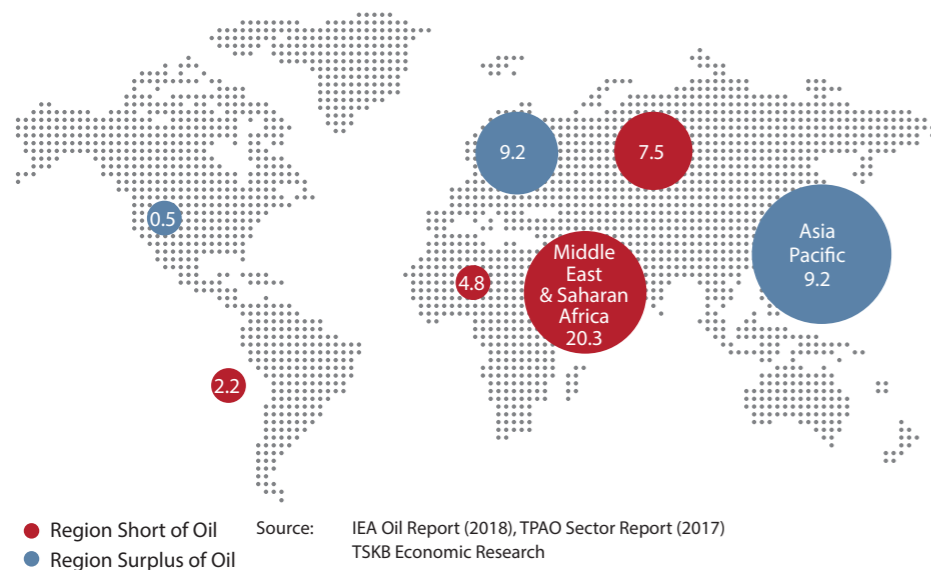 9.2
7.5
0.5
Asia
Pacific
9.2
Middle
East
& Saharan
Africa
20.3
4.8
2.2
Region Short of Oil
Region Surplus of Oil
Source: IEA Oil Report (2018), TPAO Sector Report (2017)
TSKB Economic Research